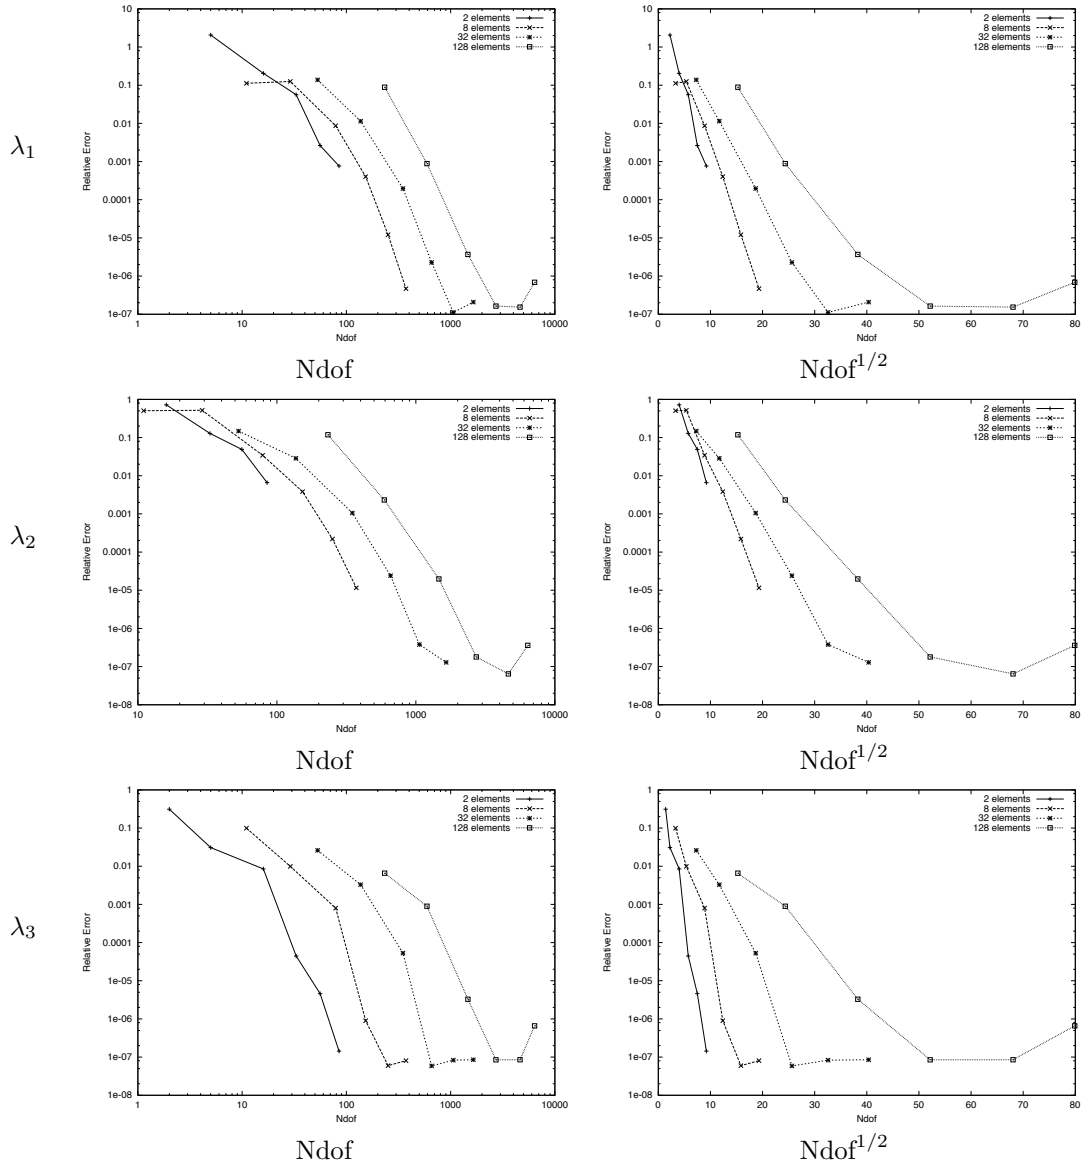 λ1
10
1
0.1
0.01
0.001
0.0001
1e-05
1e-06
1e-07
Relative Error
2 elements
8 elements
32 elements
128 elements
1 10 100 1000 10000
Ndof
Ndof
10
1
0.1
0.01
0.001
0.0001
1e-05
1e-06
1e-07
Relative Error
2 elements
8 elements
32 elements
128 elements
0 10 20 30 40 50 60 70 80
Ndof
Ndof^1/2
λ2
1
0.1
0.01
0.001
0.0001
1e-05
1e-06
1e-07
1e-08
Relative Error
2 elements
8 elements
32 elements
128 elements
10 100 1000 10000
Ndof
Ndof
1
0.1
0.01
0.001
0.0001
1e-05
1e-06
1e-07
1e-08
Relative Error
2 elements
8 elements
32 elements
128 elements
0 10 20 30 40 50 60 70 80
Ndof
Ndof^1/2
λ3
1
0.1
0.01
0.001
0.0001
1e-05
1e-06
1e-07
1e-08
Relative Error
2 elements
8 elements
32 elements
128 elements
1 10 100 1000 10000
Ndof
Ndof
1
0.1
0.01
0.001
0.0001
1e-05
1e-06
1e-07
1e-08
Relative Error
2 elements
8 elements
32 elements
128 elements
0 10 20 30 40 50 60 70 80
Ndof
Ndof^1/2